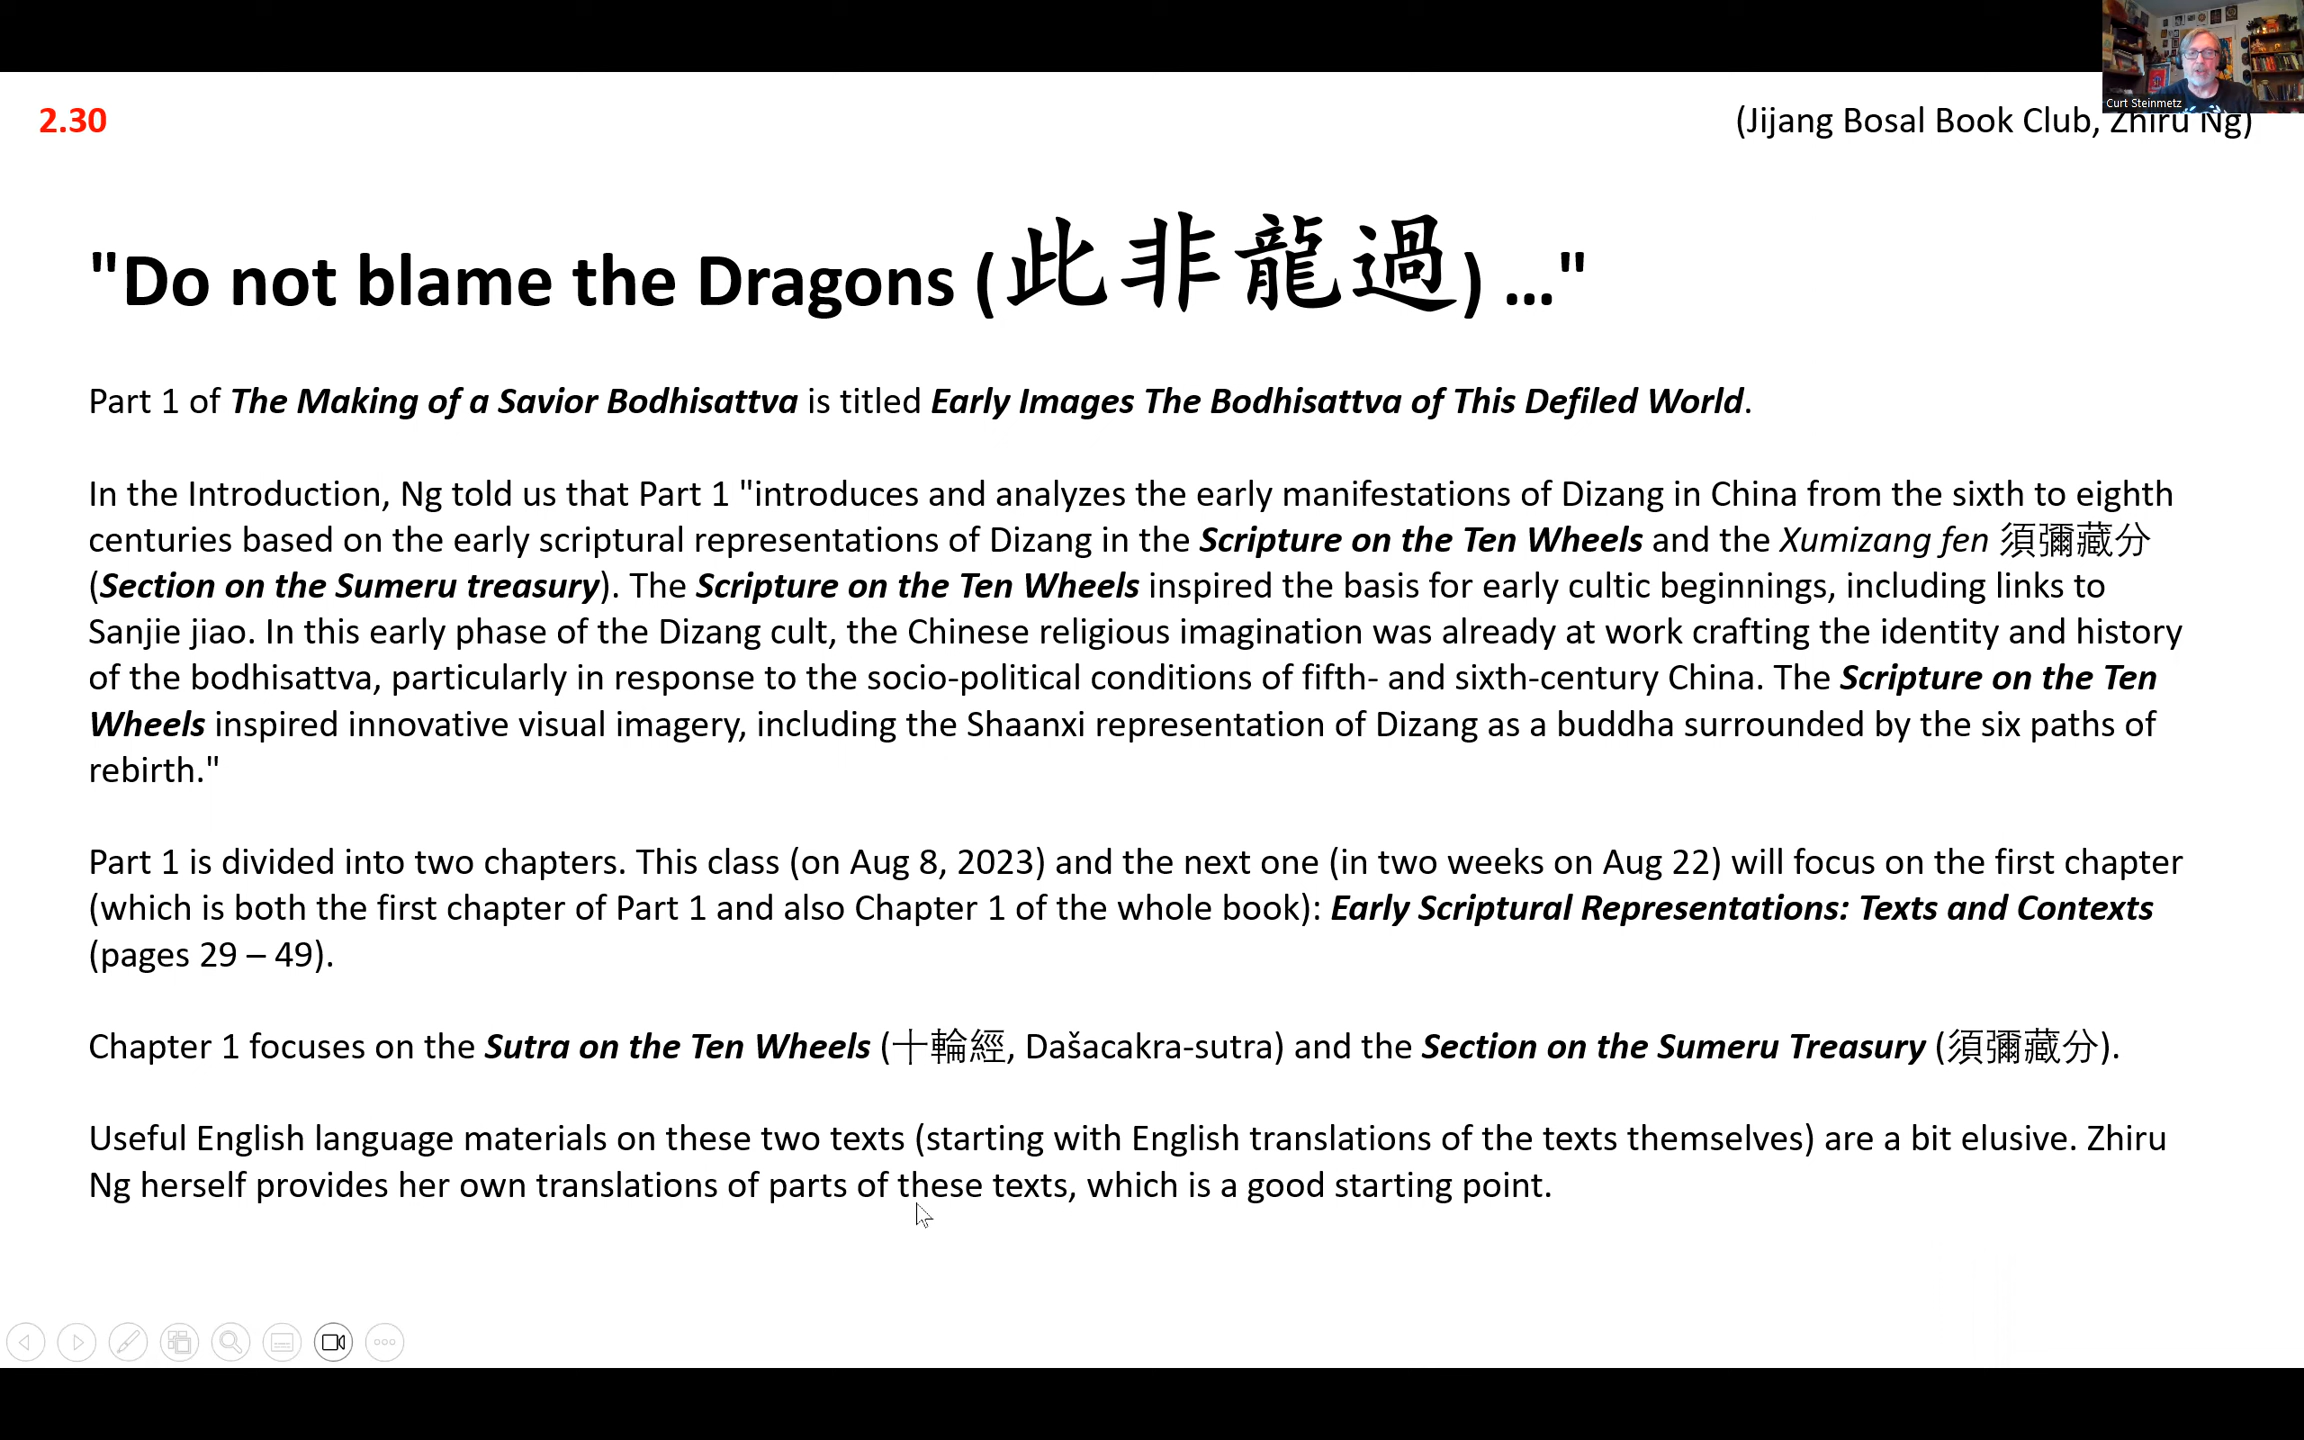 Curt Steinmetz
2.30
(Jijang Bosal Book Club, Zhiru Ng)
"Do not blame the Dragons (此非龍過) ..."
Part 1 of The Making of a Savior Bodhisattva is titled Early Images The Bodhisattva of This Defiled World.
In the Introduction, Ng told us that Part 1 "introduces and analyzes the early manifestations of Dizang in China from the sixth to eighth
centuries based on the early scriptural representations of Dizang in the Scripture on the Ten Wheels and the Xumizang fen 須彌藏分
(Section on the Sumeru treasury). The Scripture on the Ten Wheels inspired the basis for early cultic beginnings, including links to
Sanjie jiao. In this early phase of the Dizang cult, the Chinese religious imagination was already at work crafting the identity and history
of the bodhisattva, particularly in response to the socio-political conditions of fifth- and sixth-century China. The Scripture on the Ten
Wheels inspired innovative visual imagery, including the Shaanxi representation of Dizang as a buddha surrounded by the six paths of
rebirth."
Part 1 is divided into two chapters. This class (on Aug 8, 2023) and the next one (in two weeks on Aug 22) will focus on the first chapter
(which is both the first chapter of Part 1 and also Chapter 1 of the whole book): Early Scriptural Representations: Texts and Contexts
(pages 29 – 49).
Chapter 1 focuses on the Sutra on the Ten Wheels (十輪經, Dašacakra-sutra) and the Section on the Sumeru Treasury (須彌藏分).
Useful English language materials on these two texts (starting with English translations of the texts themselves) are a bit elusive. Zhiru
Ng herself provides her own translations of parts of these texts, which is a good starting point.